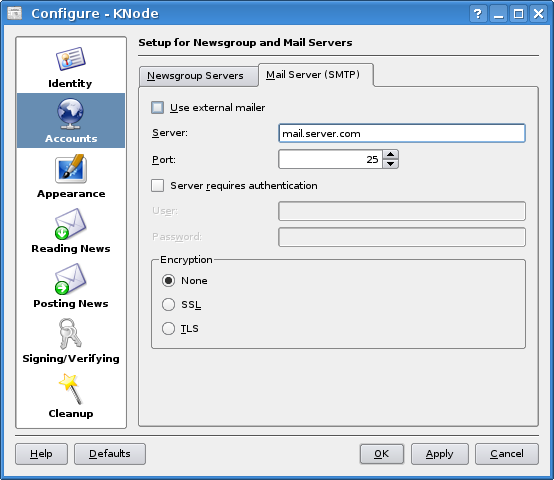 Configure - KNode
Setup for Newsgroup and Mail Servers
Identity
Accounts
Appearance
Reading News
Posting News
Signing/Verifying
Cleanup
Newsgroup Servers
Mail Server (SMTP)
Use external mailer
Server:
mail.server.com
Port:
25
Server requires authentication
User:
Password:
Encryption
None
SSL
TLS
Help
Defaults
OK
Apply
Cancel